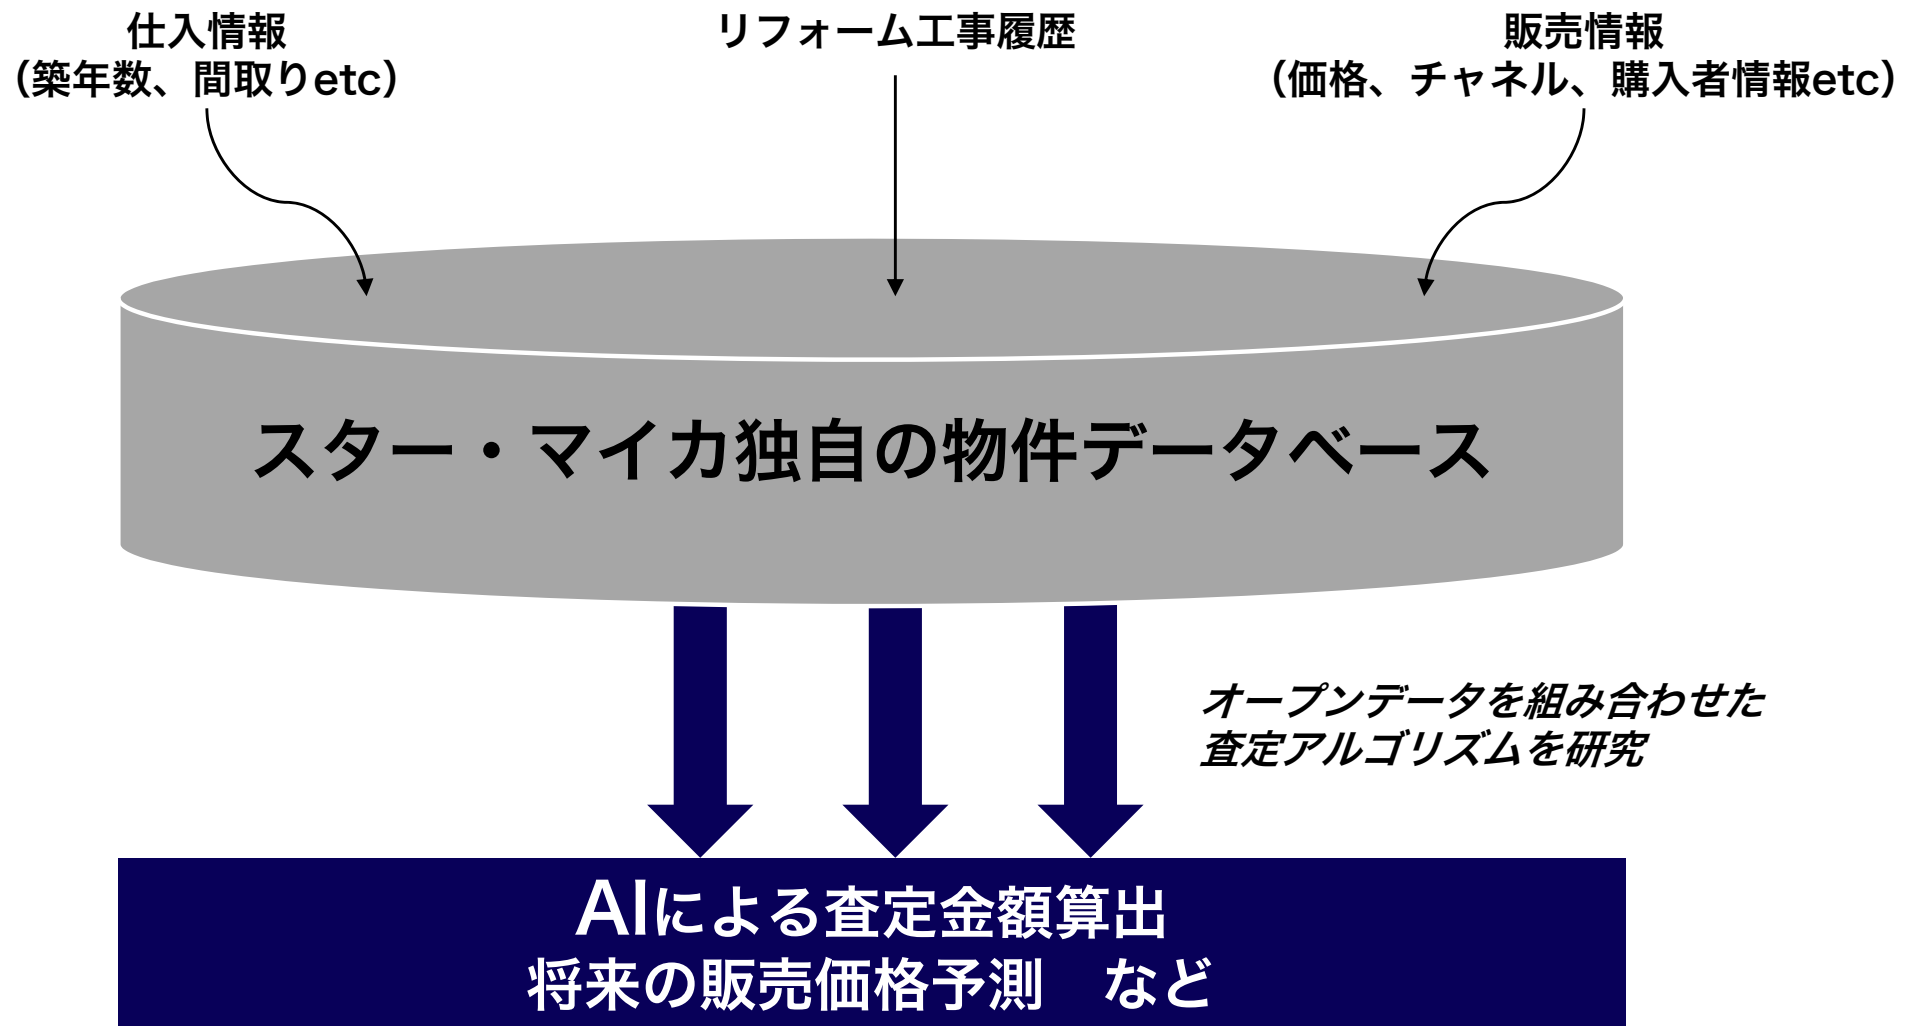 仕入情報
（築年数、間取りetc）
リフォーム工事履歴
販売情報
（価格、チャネル、購入者情報etc）
スター・マイカ独自の物件データベース
オープンデータを組み合わせた
査定アルゴリズムを研究
AIによる査定金額算出
将来の販売価格予測　など